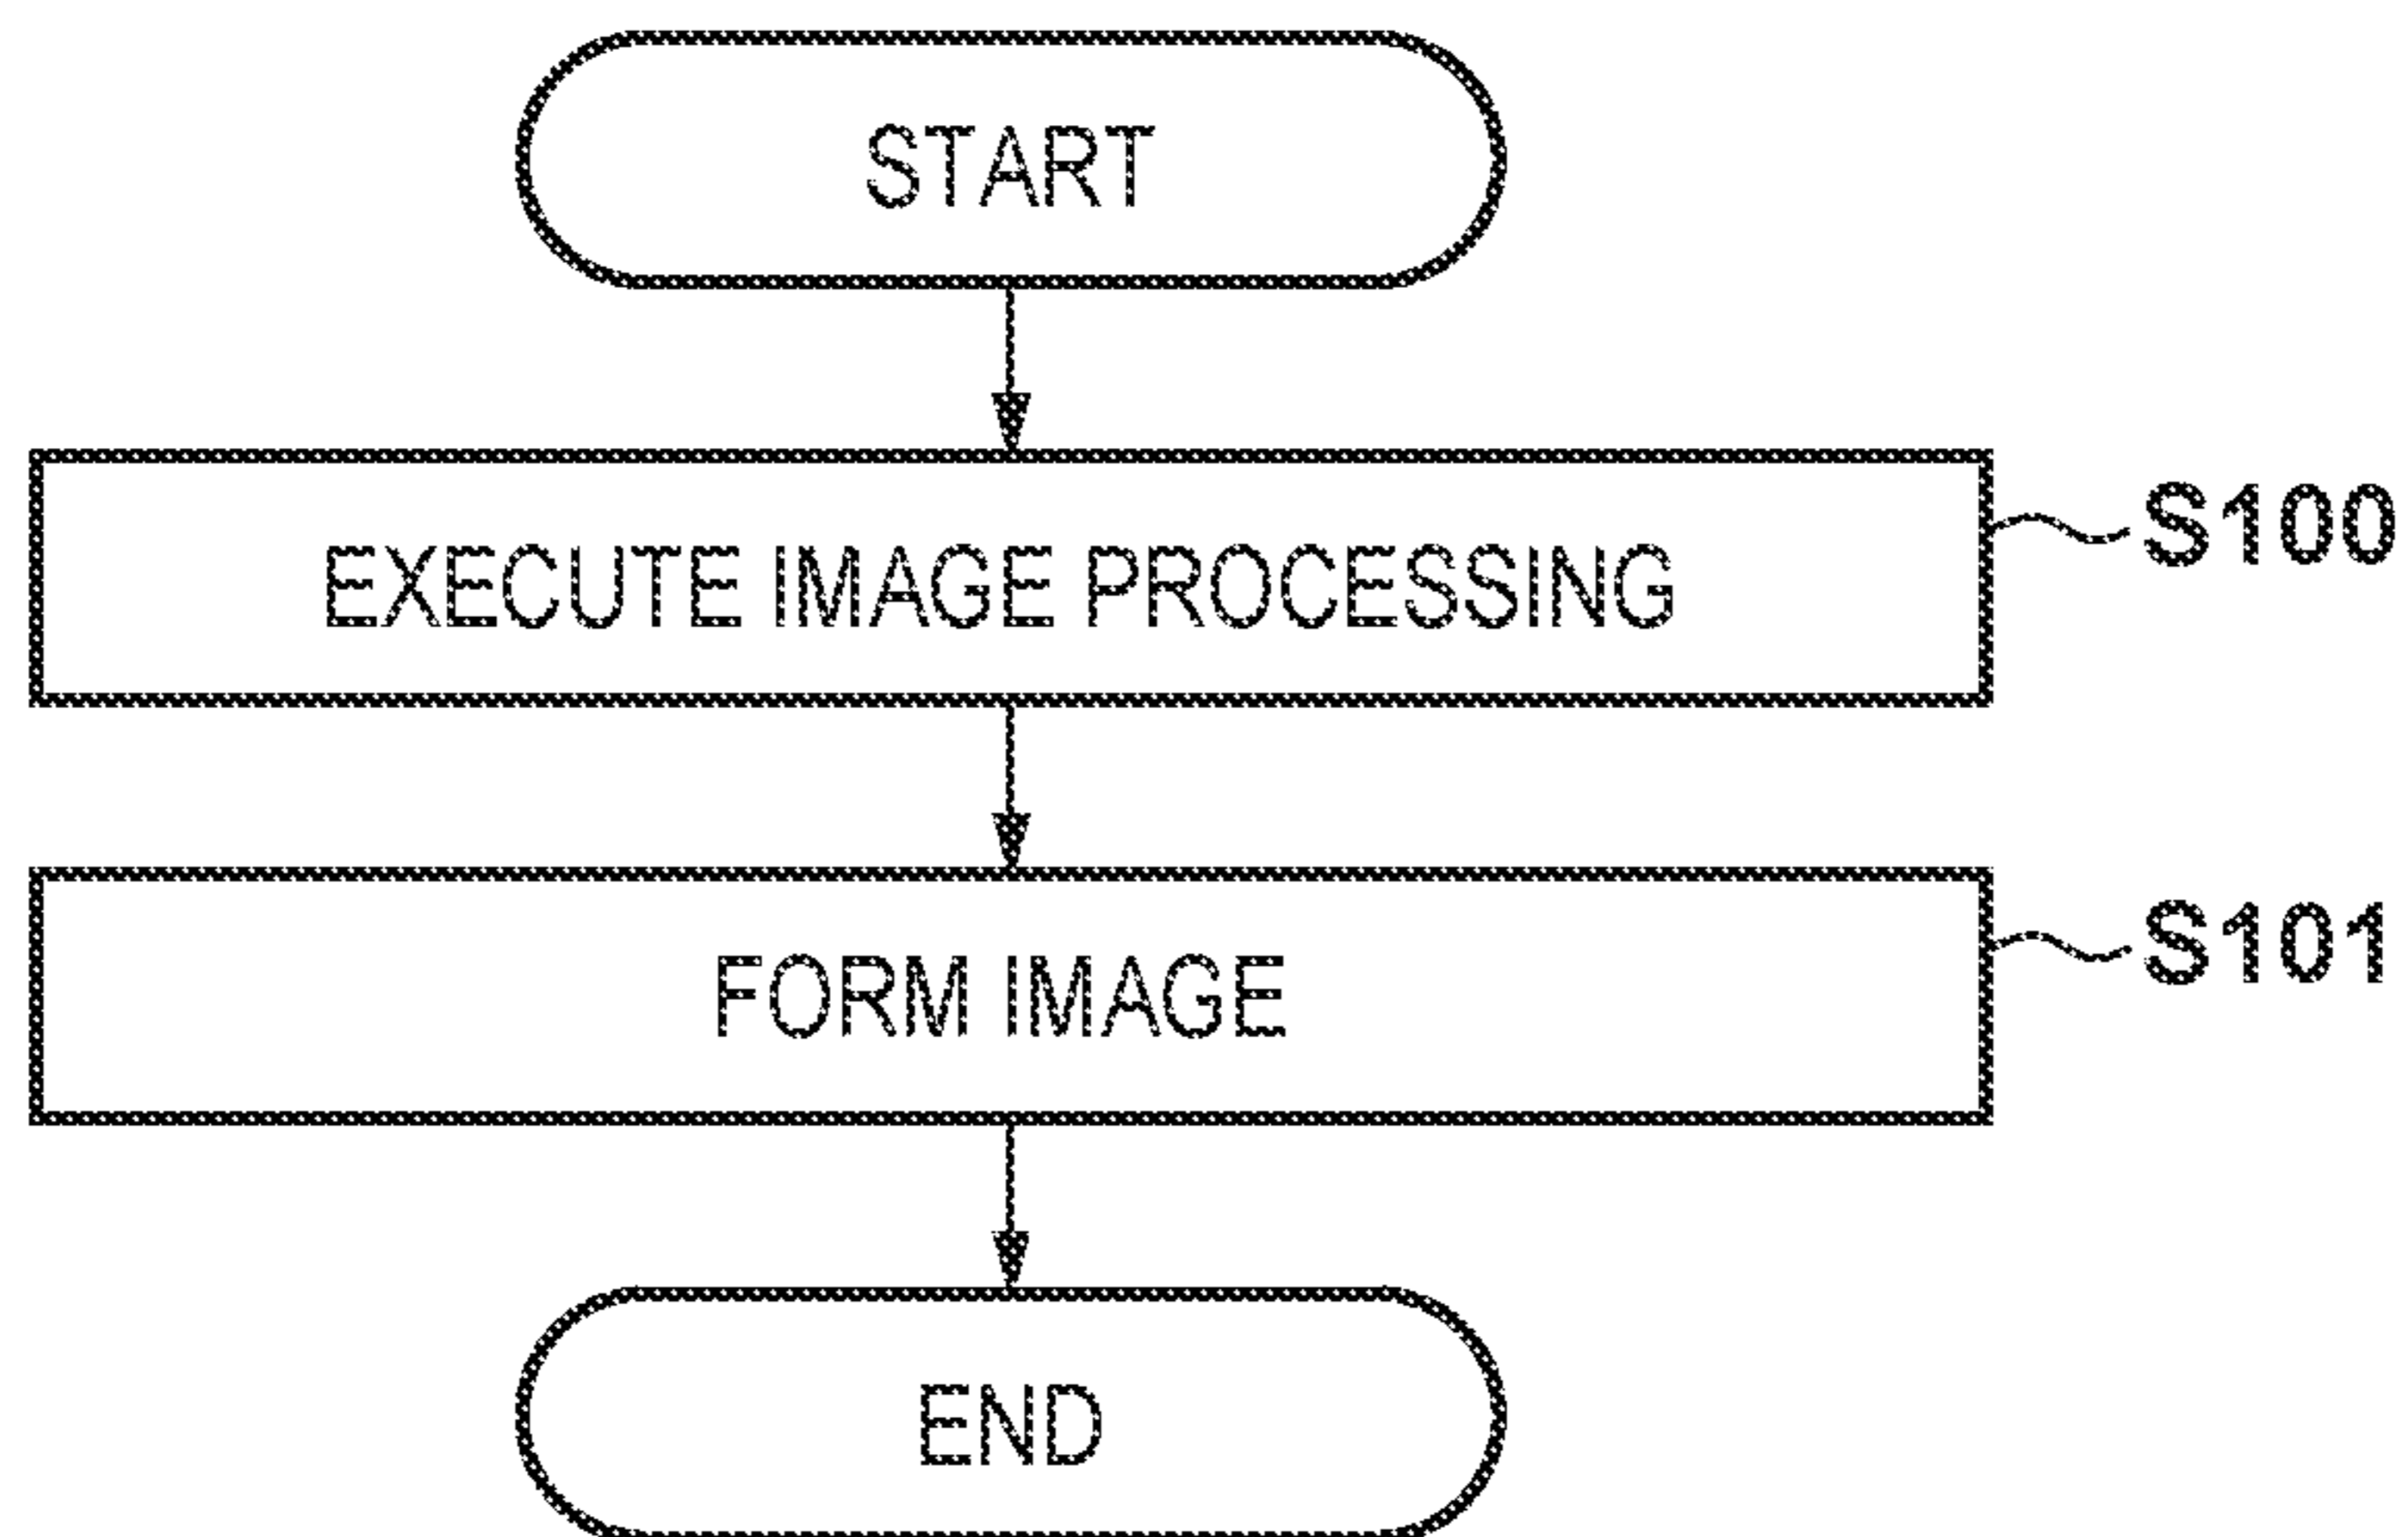 START
EXECUTE IMAGE PROCESSING
S100
FORM IMAGE
S101
END